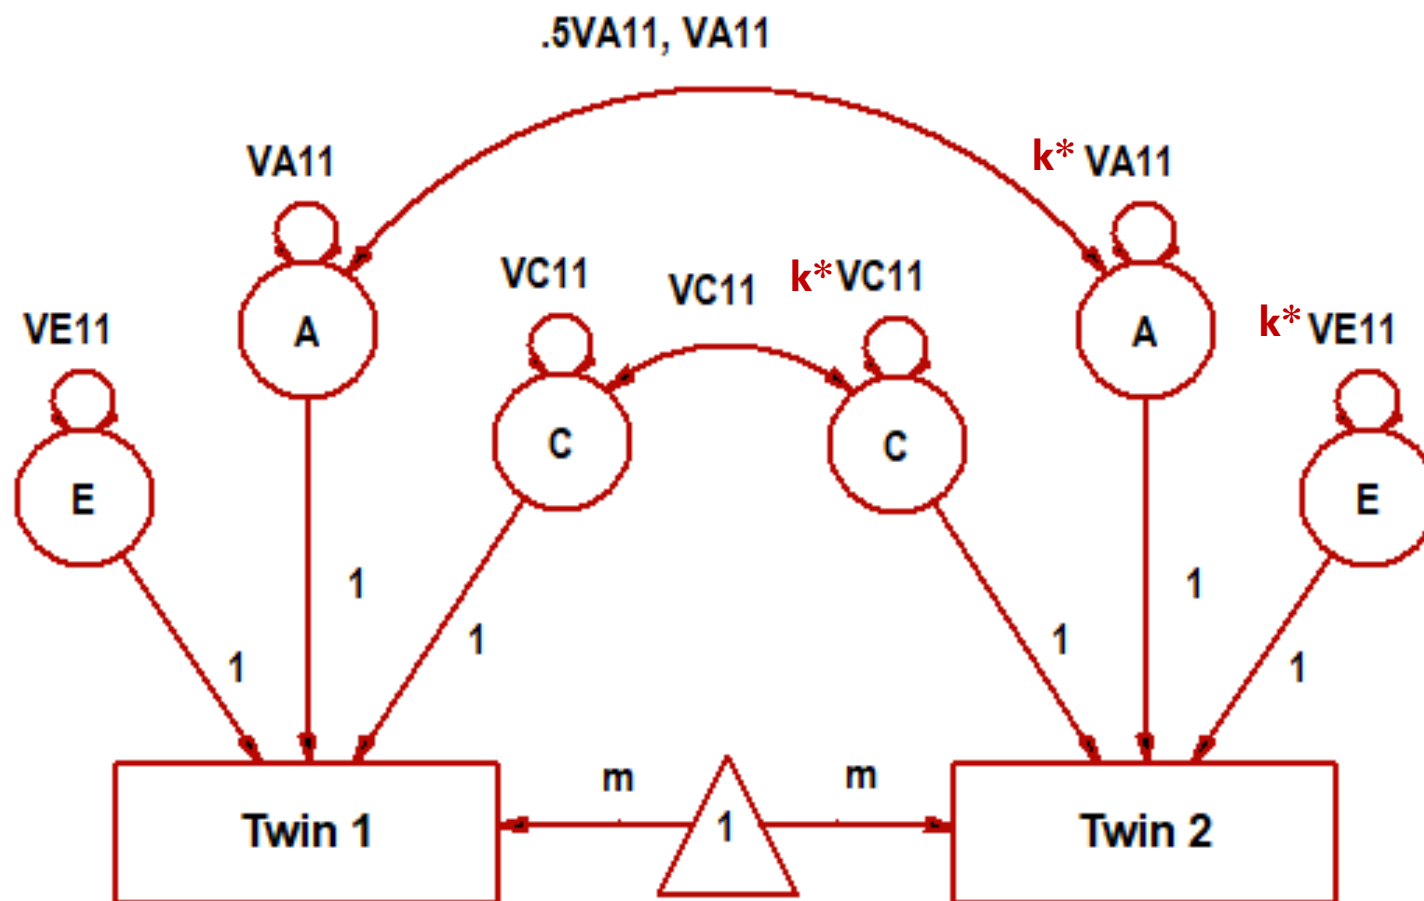 .5VA11, VA11
VA11
k* VA11
VC11
VC11
k* VC11
VE11
k* VE11
A
A
C
C
E
E
1
1
1
1
1
1
m
m
Twin 1
1
Twin 2